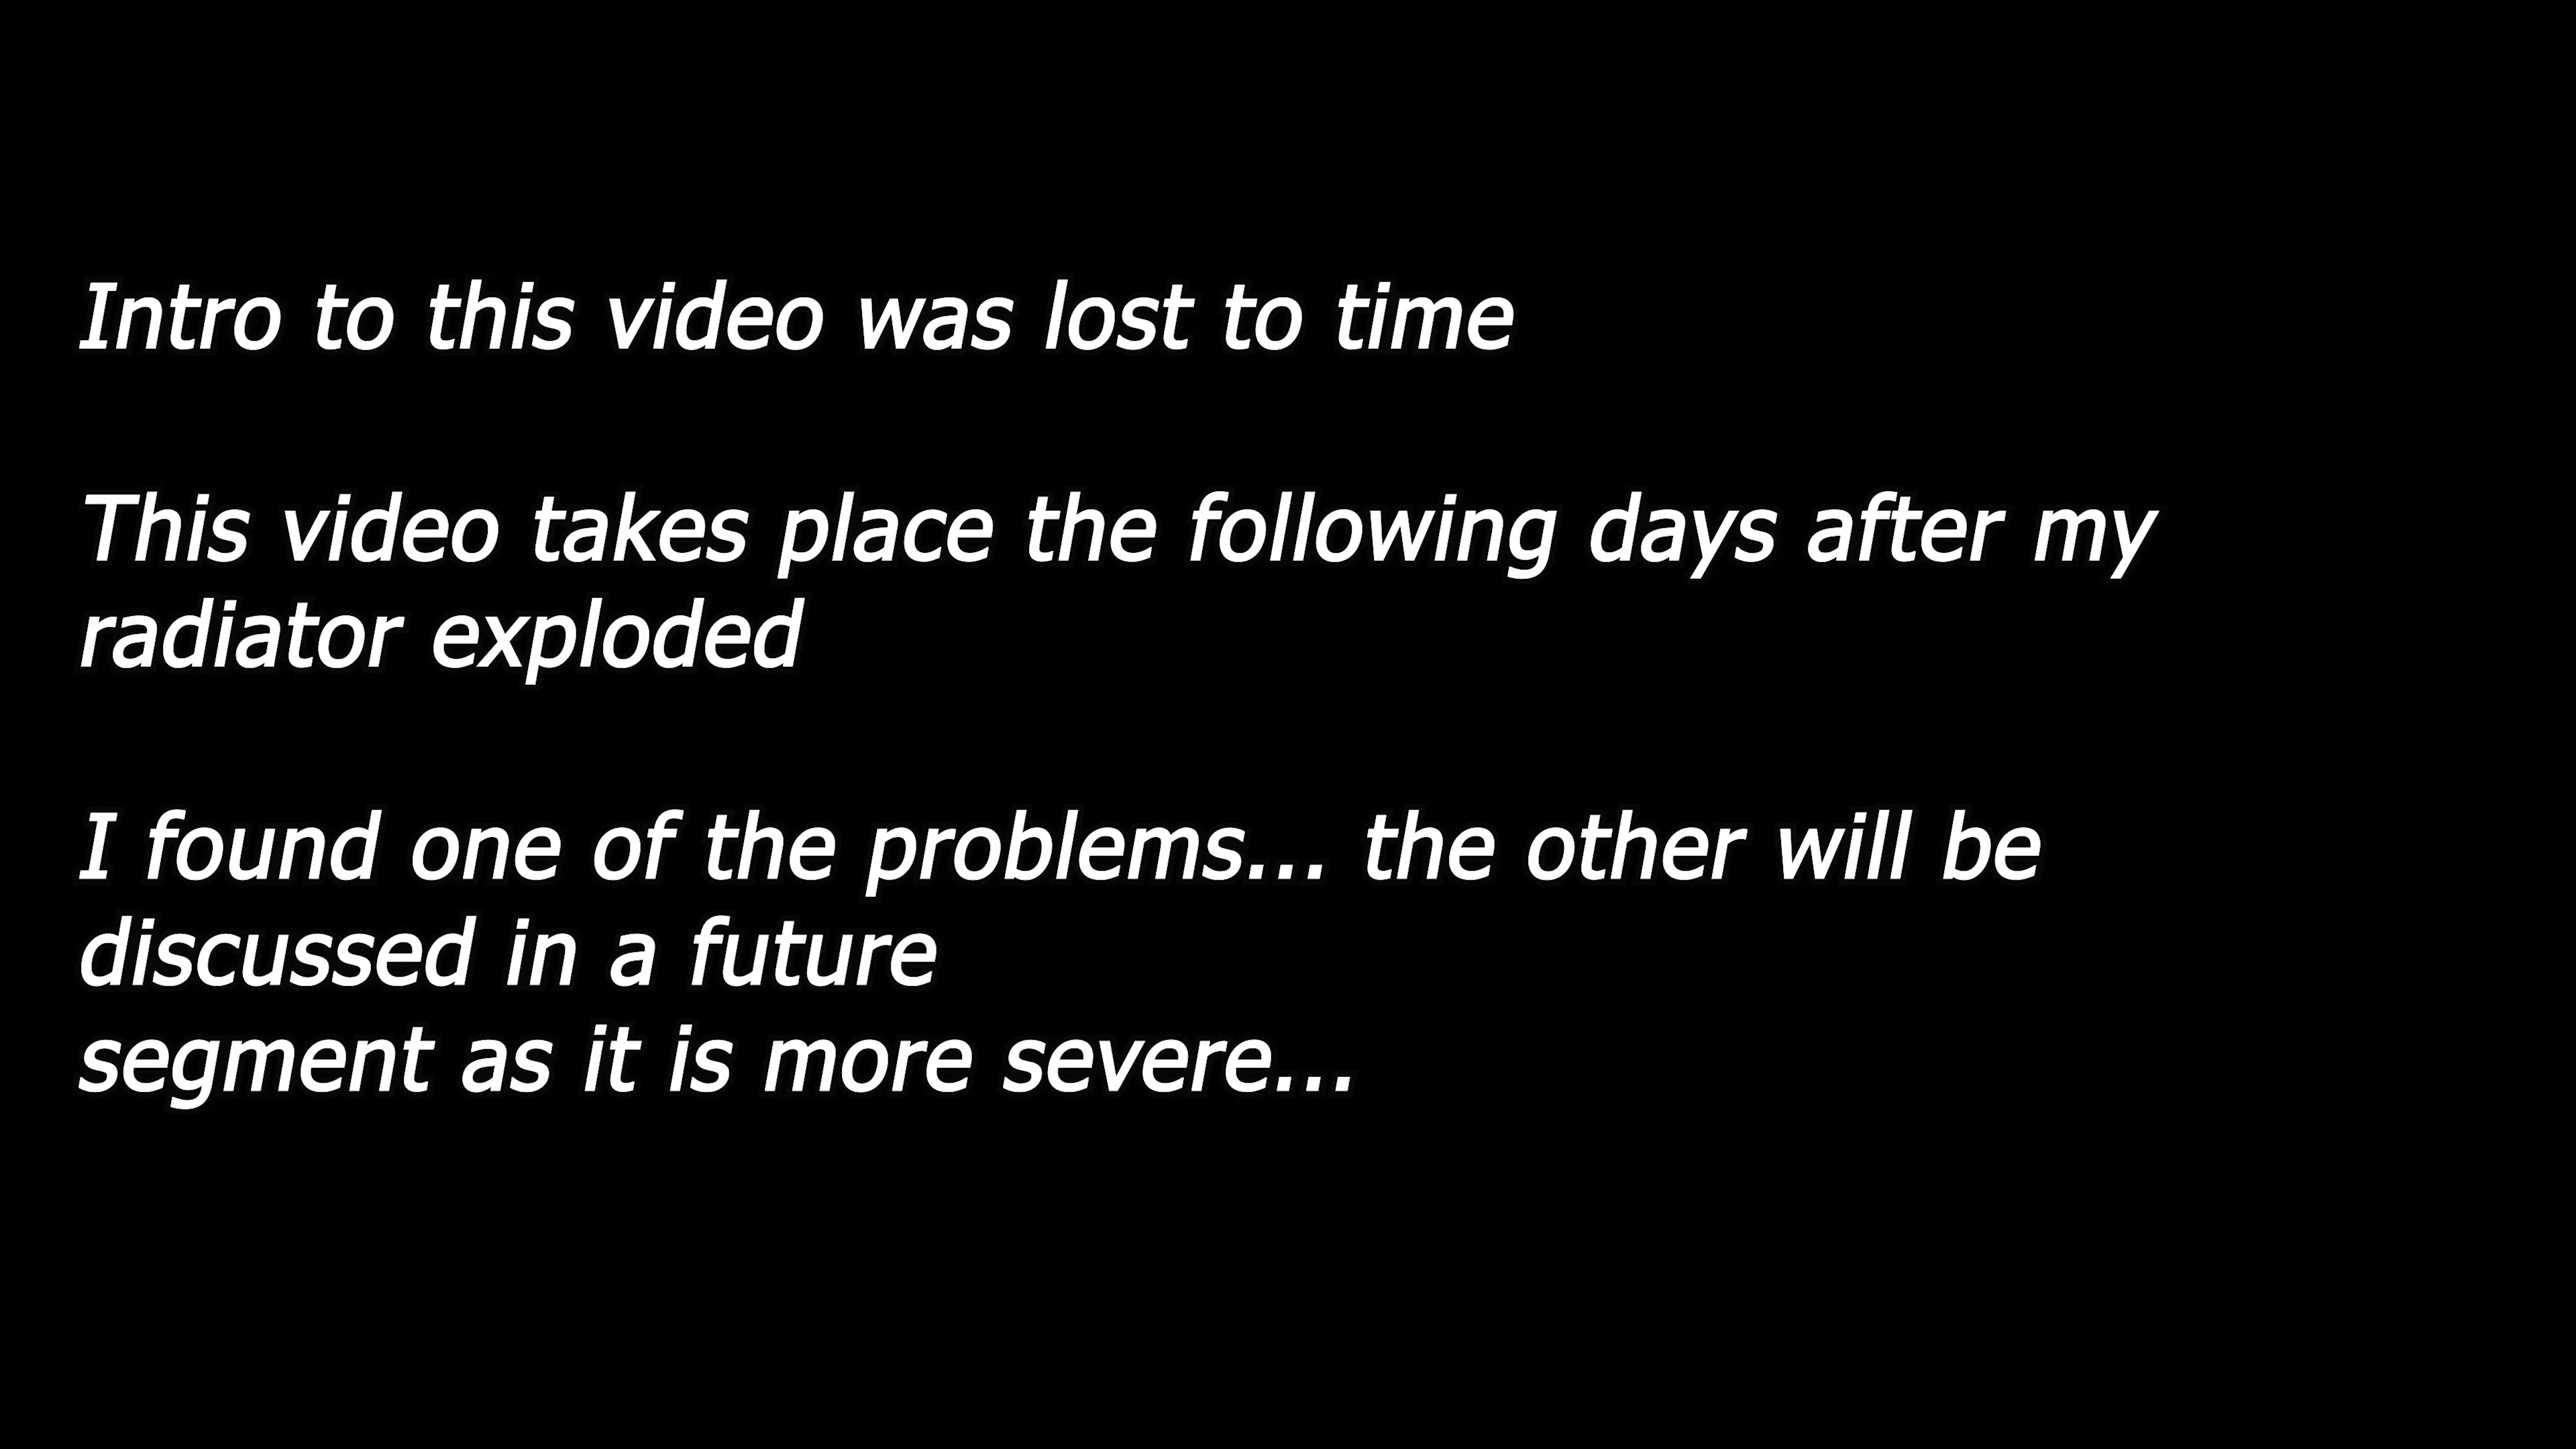 Intro to this video was lost to time
This video takes place the following days after my
radiator exploded
I found one of the problems... the other will be
discussed in a future
segment as it is more severe...